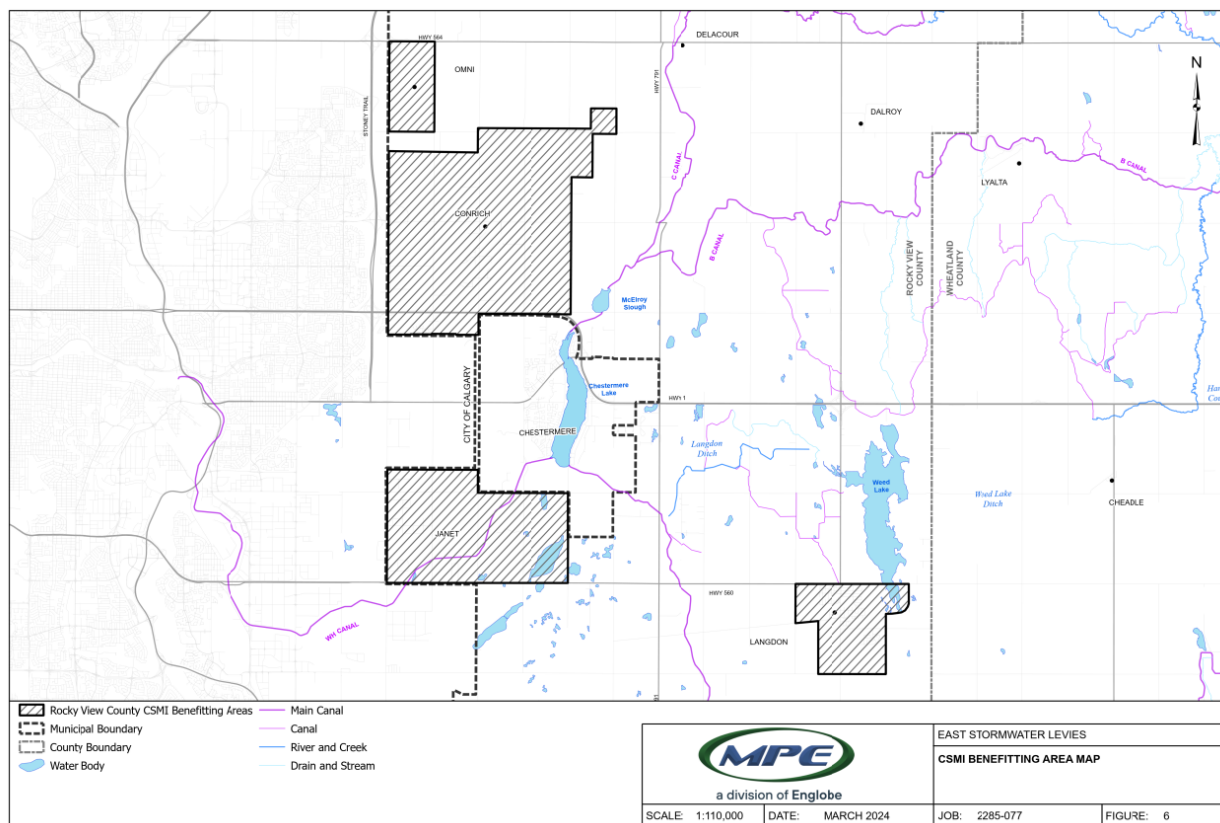 HWY 564
DELACOUR
OMNI
STONEY TRAIL
HWY 791
N
DALROY
C CANAL
B CANAL
LYALTA
CONRICH
B CANAL
ROCKY VIEW
COUNTY
WHEATLAND
COUNTY
McElroy
Slough
CITY OF CALGARY
Chestermere
Lake
HWY 1
CHESTERMERE
Langdon
Ditch
Weed
Lake
Weed Lake
Ditch
CHEADLE
JANET
HWY 560
WH CANAL
LANGDON
Rocky View County CSMI Benefitting Areas
Municipal Boundary
County Boundary
Water Body
Main Canal
Canal
River and Creek
Drain and Stream
MPE
a division of Englobe
EAST STORMWATER LEVIES
CSMI BENEFITTING AREA MAP
SCALE: 1:110,000
DATE: MARCH 2024
JOB: 2285-077
FIGURE: 6